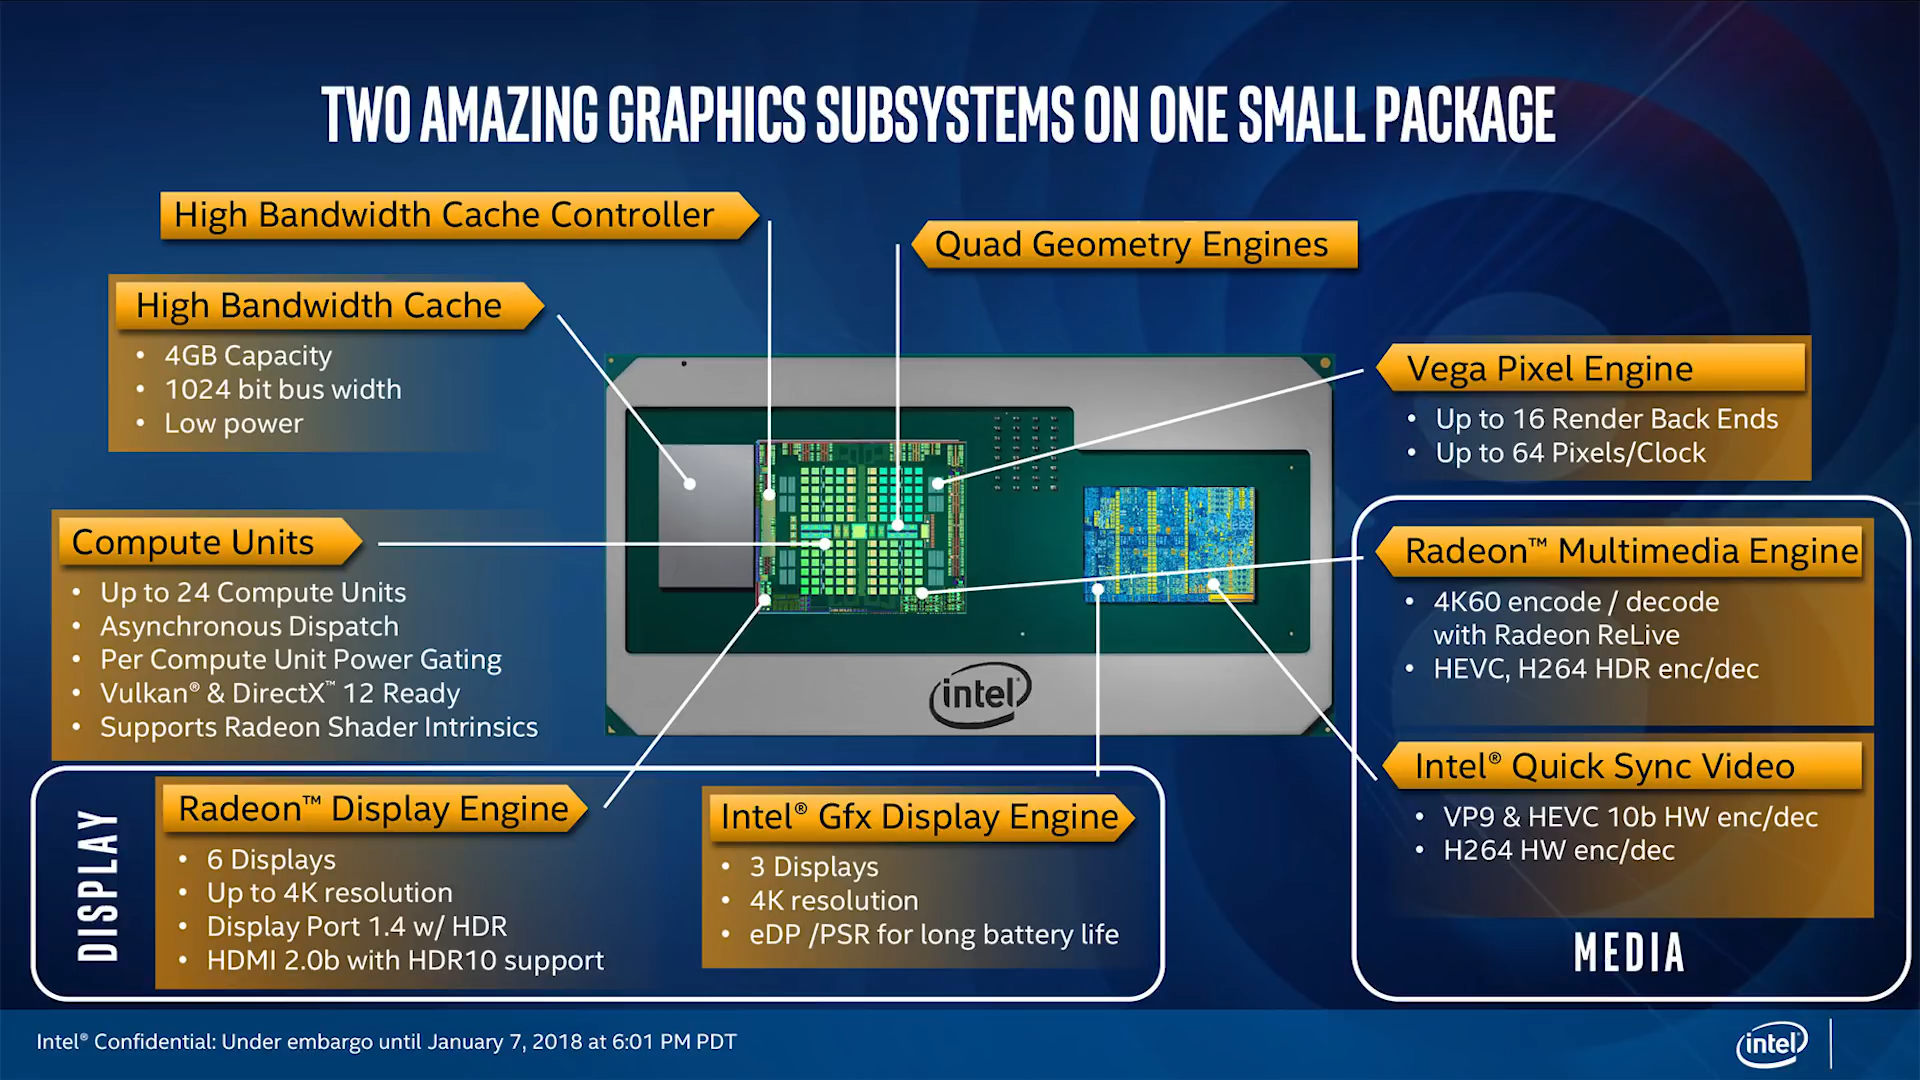 TWO AMAZING GRAPHICS SUBSYSTEMS ON ONE SMALL PACKAGE
High Bandwidth Cache Controller
Quad Geometry Engines
High Bandwidth Cache
• 4GB Capacity
• 1024 bit bus width
• Low power
Vega Pixel Engine
• Up to 16 Render Back Ends
• Up to 64 Pixels/Clock
Compute Units
• Up to 24 Compute Units
• Asynchronous Dispatch
• Per Compute Unit Power Gating
• Vulkan® & DirectX™ 12 Ready
• Supports Radeon Shader Intrinsics
Radeon™ Multimedia Engine
• 4K60 encode / decode
with Radeon ReLive
• HEVC, H264 HDR enc/dec
intel
Intel® Quick Sync Video
• VP9 & HEVC 10b HW enc/dec
• H264 HW enc/dec
MEDIA
DISPLAY
Radeon™ Display Engine
• 6 Displays
• Up to 4K resolution
• Display Port 1.4 w/ HDR
• HDMI 2.0b with HDR10 support
Intel® Gfx Display Engine
• 3 Displays
• 4K resolution
• eDP /PSR for long battery life
Intel® Confidential: Under embargo until January 7, 2018 at 6:01 PM PDT
intel